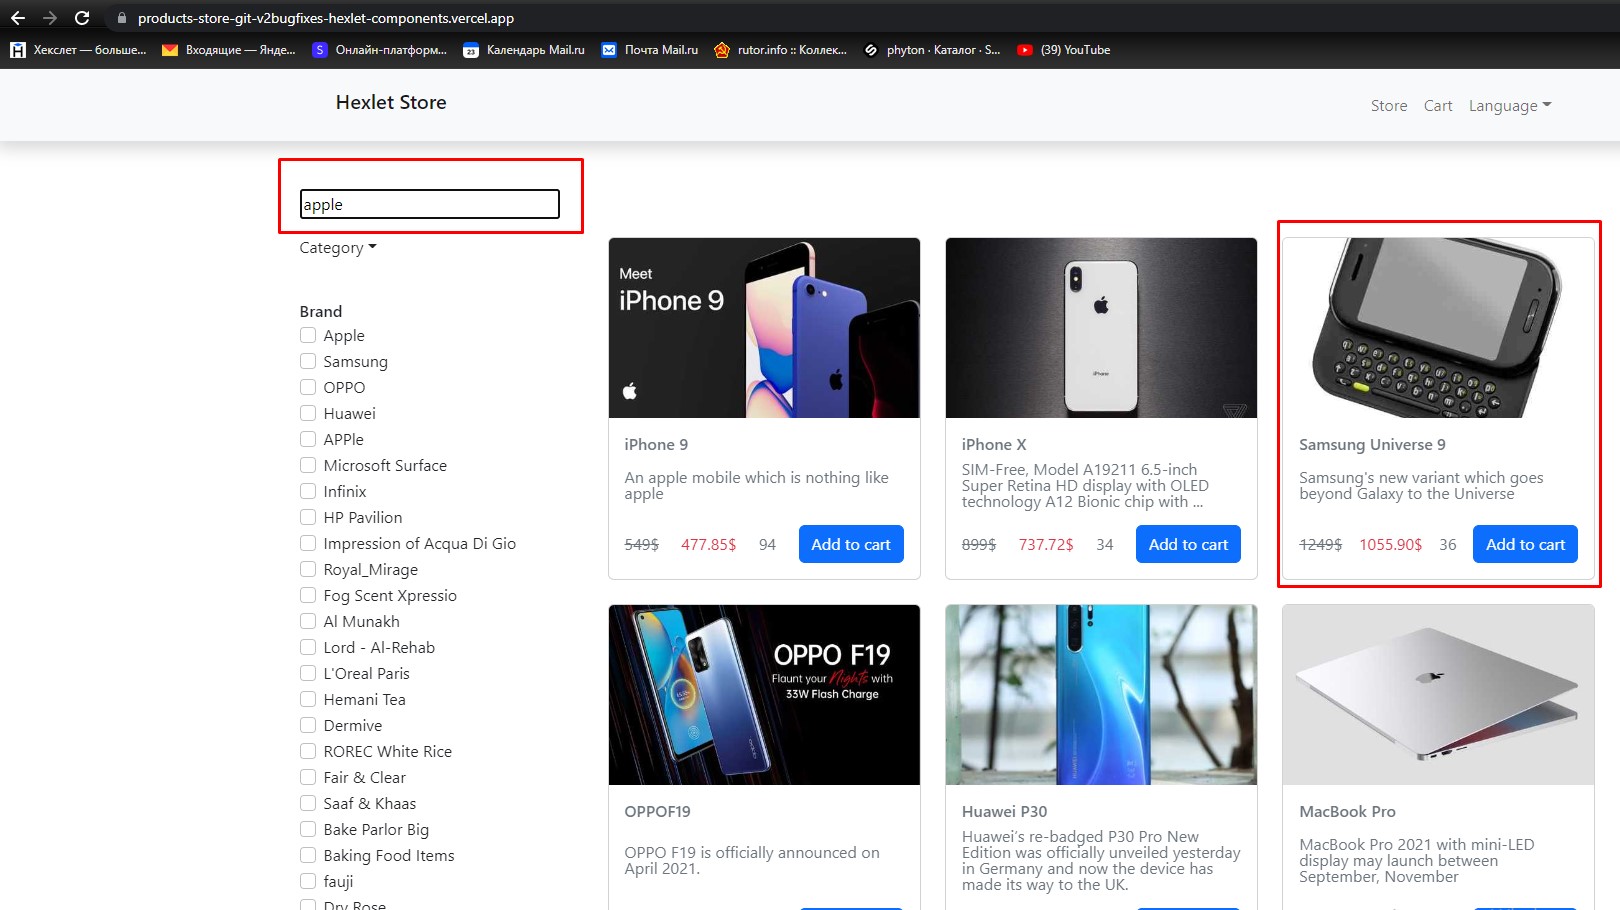 products-store-git-v2bugfixes-hexlet-components.vercel.app
Хекслет — больше...
Входящие — Янде...
Онлайн-платформ...
Календарь Mail.ru
Почта Mail.ru
rutor.info :: Коллек...
phyton · Каталог · S...
(39) YouTube
Hexlet Store
Store
Cart
Language
apple
Category
Brand
Apple
Samsung
OPPO
Huawei
APPle
Microsoft Surface
Infinix
HP Pavilion
Impression of Acqua Di Gio
Royal_Mirage
Fog Scent Xpressio
Al Munakh
Lord - Al-Rehab
L'Oreal Paris
Hemani Tea
Dermive
ROREC White Rice
Fair & Clear
Saaf & Khaas
Bake Parlor Big
Baking Food Items
fauji
Dry Rose
Meet
iPhone 9
iPhone 9
An apple mobile which is nothing like
apple
549$ 477.85$ 94 Add to cart
iPhone
iPhone X
SIM-Free, Model A19211 6.5-inch
Super Retina HD display with OLED
technology A12 Bionic chip with ...
899$ 737.72$ 34 Add to cart
Samsung Universe 9
Samsung's new variant which goes
beyond Galaxy to the Universe
1249$ 1055.90$ 36 Add to cart
OPPO F19
Flaunt your Nights with
33W Flash Charge
OPPOF19
OPPO F19 is officially announced on
April 2021.
HUAWEI
Huawei P30
Huawei’s re-badged P30 Pro New
Edition was officially unveiled yesterday
in Germany and now the device has
made its way to the UK.
MacBook Pro
MacBook Pro 2021 with mini-LED
display may launch between
September, November